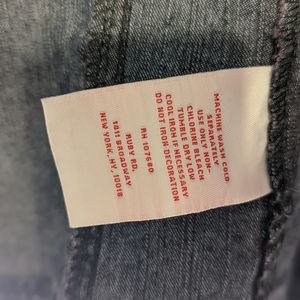 MACHINE WASH COLD,
SEPARATELY.
USE ONLY NON-
CHLORINE BLEACH
TUMBLE DRY LOW
COOL IRON IF NECESSARY
DO NOT IRON DECORATION
RN 107680
RUBY RD.
1411 BROADWAY
NEW YORK, NY, 10018